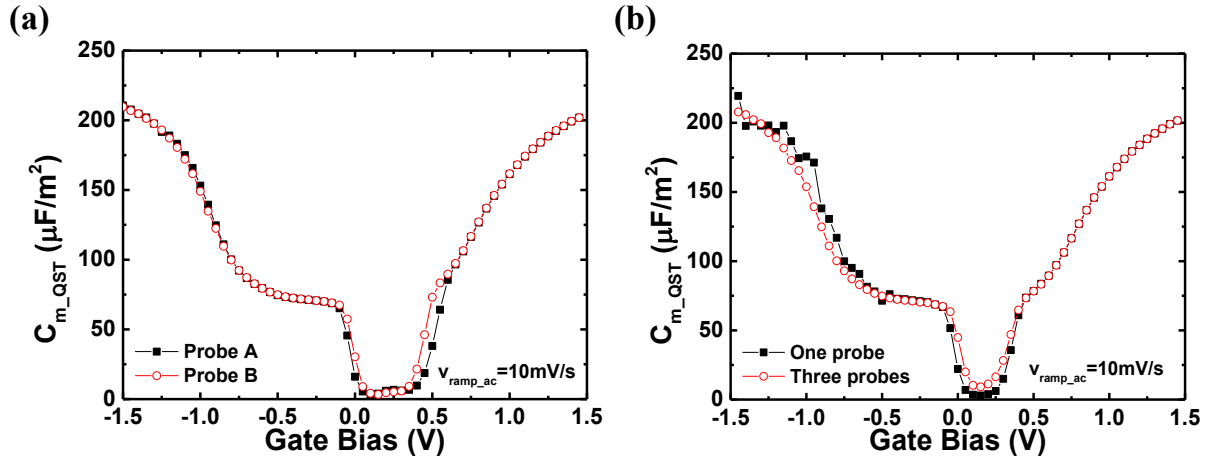 (a)
250
200
150
100
50
0
C_m_QST (μF/m²)
Probe A
Probe B
v_ramp_ac=10mV/s
-1.5 -1.0 -0.5 0.0 0.5 1.0 1.5
Gate Bias (V)
(b)
250
200
150
100
50
0
C_m_QST (μF/m²)
One probe
Three probes
v_ramp_ac=10mV/s
-1.5 -1.0 -0.5 0.0 0.5 1.0 1.5
Gate Bias (V)